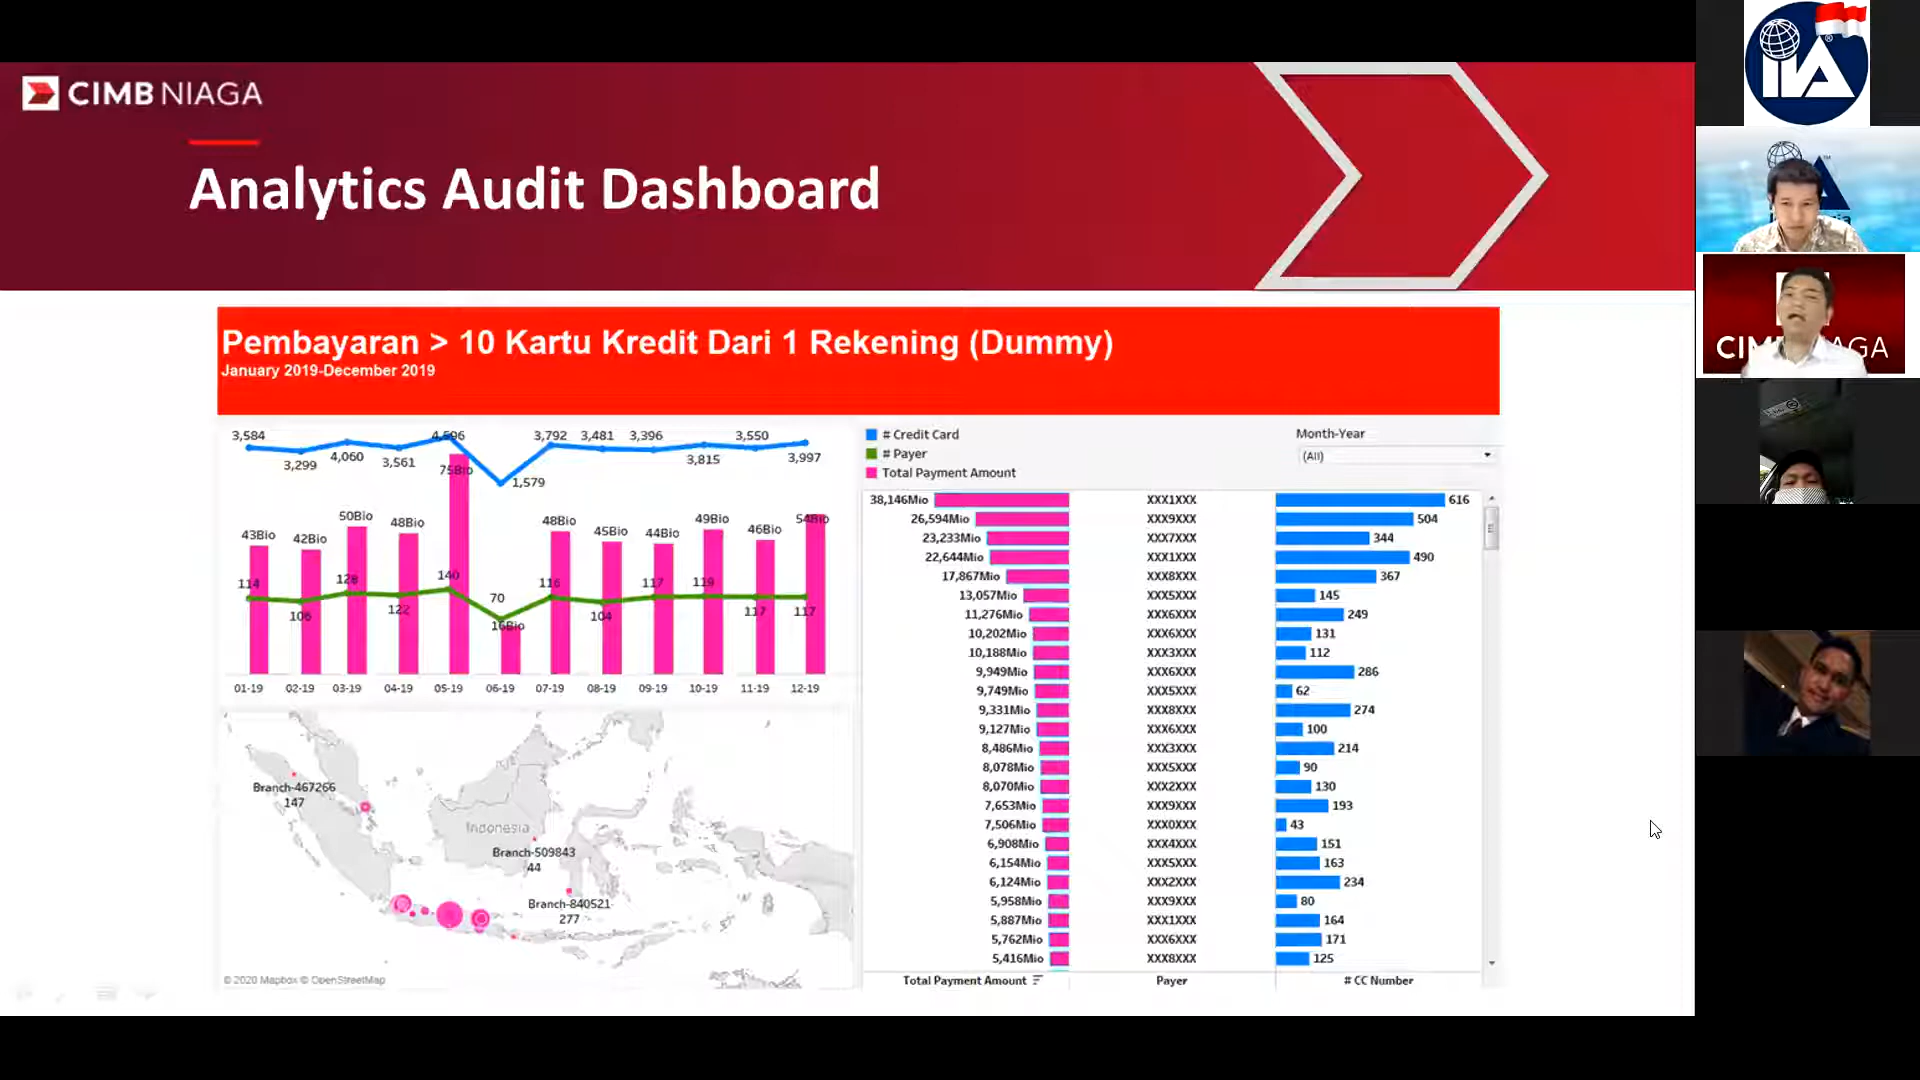 CIMB NIAGA
Analytics Audit Dashboard
Pembayaran > 10 Kartu Kredit Dari 1 Rekening (Dummy)
January 2019-December 2019
3,584 3,299 4,060 3,561 4,596 1,579 3,792 3,481 3,396 3,815 3,550 3,997
43Bio 42Bio 50Bio 48Bio 75Bio 16Bio 48Bio 45Bio 44Bio 49Bio 46Bio 54Bio
114 106 128 122 140 70 116 104 117 119 117 117
01-19 02-19 03-19 04-19 05-19 06-19 07-19 08-19 09-19 10-19 11-19 12-19
Branch-467266
147
Indonesia
Branch-509843
44
Branch-840521
277
© 2020 Mapbox © OpenStreetMap
# Credit Card
# Payer
Total Payment Amount
Month-Year
(All)
38,146Mio XXX1XXX 616
26,594Mio XXX9XXX 504
23,233Mio XXX7XXX 344
22,644Mio XXX1XXX 490
17,867Mio XXX8XXX 367
13,057Mio XXX5XXX 145
11,276Mio XXX6XXX 249
10,202Mio XXX6XXX 131
10,188Mio XXX3XXX 112
9,949Mio XXX6XXX 286
9,749Mio XXX5XXX 62
9,331Mio XXX8XXX 274
9,127Mio XXX6XXX 100
8,486Mio XXX3XXX 214
8,078Mio XXX5XXX 90
8,070Mio XXX2XXX 130
7,653Mio XXX9XXX 193
7,506Mio XXX0XXX 43
6,908Mio XXX4XXX 151
6,154Mio XXX5XXX 163
6,124Mio XXX2XXX 234
5,958Mio XXX9XXX 80
5,887Mio XXX1XXX 164
5,762Mio XXX6XXX 171
5,416Mio XXX8XXX 125
Total Payment Amount Payer # CC Number
IIA